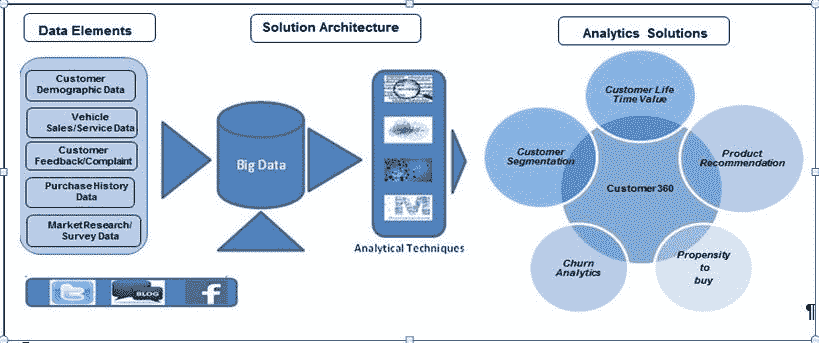 Data Elements
Solution Architecture
Analytics Solutions
Customer
Demographic Data
Vehicle
Sales/Service Data
Customer
Feedback/Complaint
Purchase History
Data
Market Research/
Survey Data
Big Data
Analytical Techniques
Customer Life
Time Value
Customer
Segmentation
Product
Recommendation
Customer360
Churn
Analytics
Propensity
to
buy
BLOG
¶